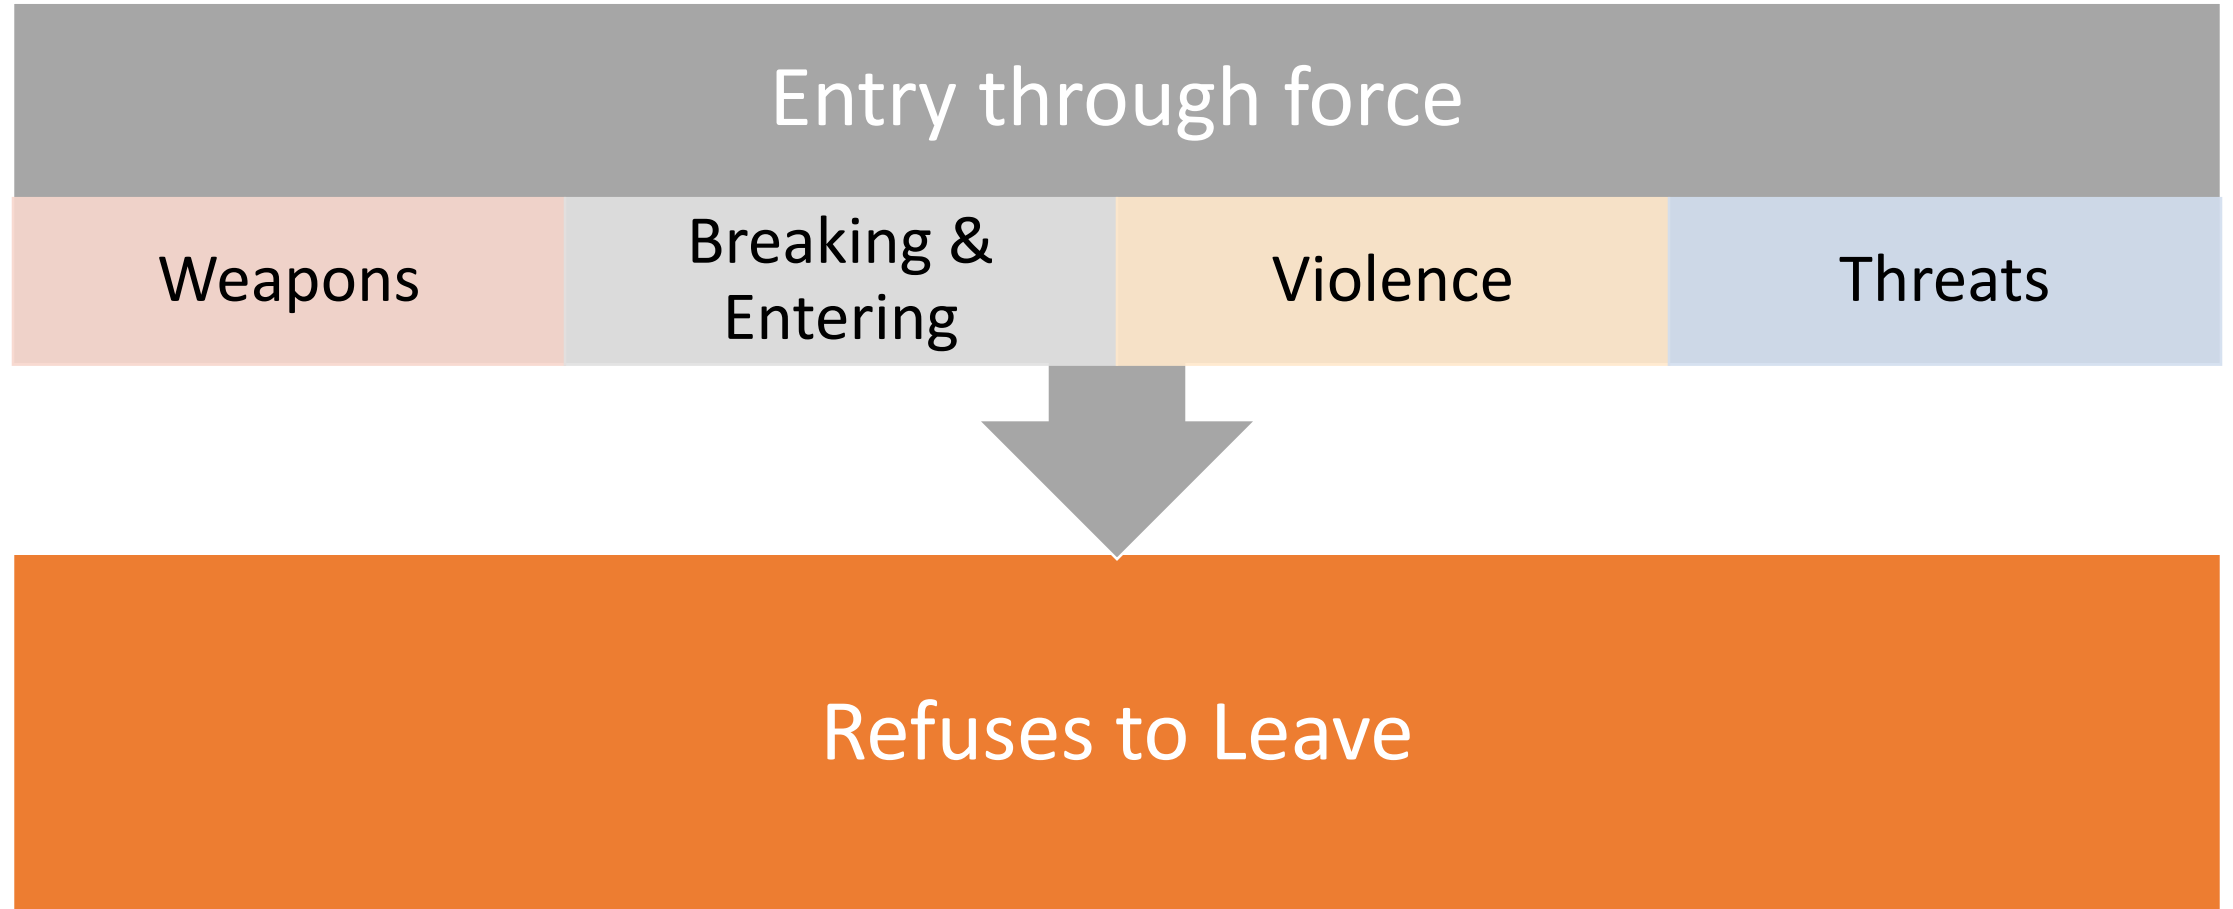 Entry through force
Weapons
Breaking &
Entering
Violence
Threats
Refuses to Leave